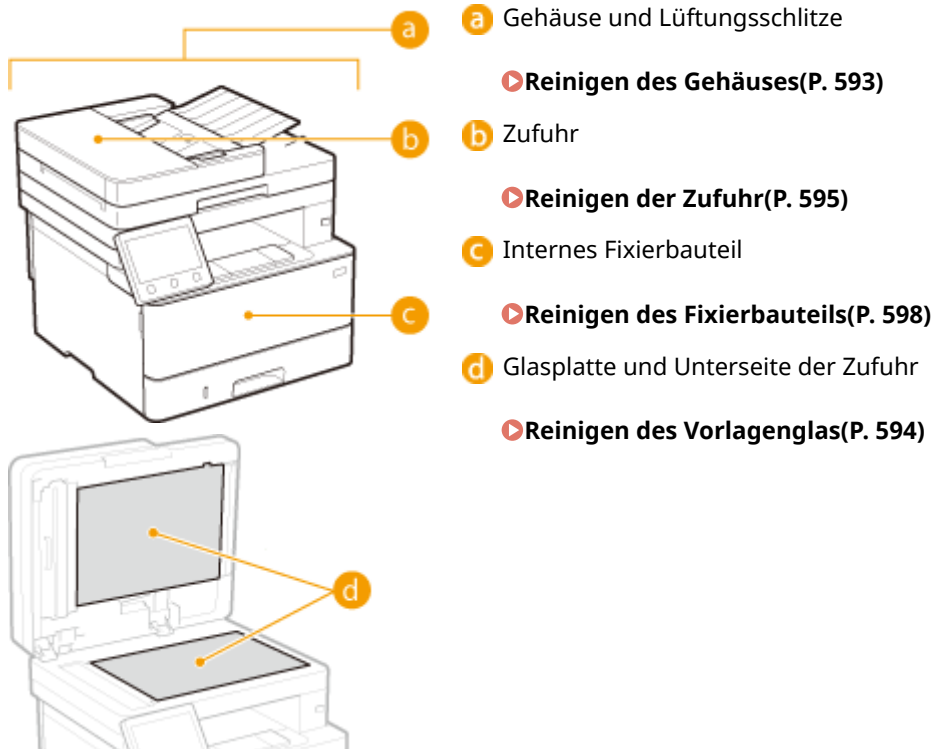 a Gehäuse und Lüftungsschlitze
Reinigen des Gehäuses(P. 593)
b Zufuhr
Reinigen der Zufuhr(P. 595)
c Internes Fixierbauteil
Reinigen des Fixierbauteils(P. 598)
d Glasplatte und Unterseite der Zufuhr
Reinigen des Vorlagenglas(P. 594)
a
b
c
d